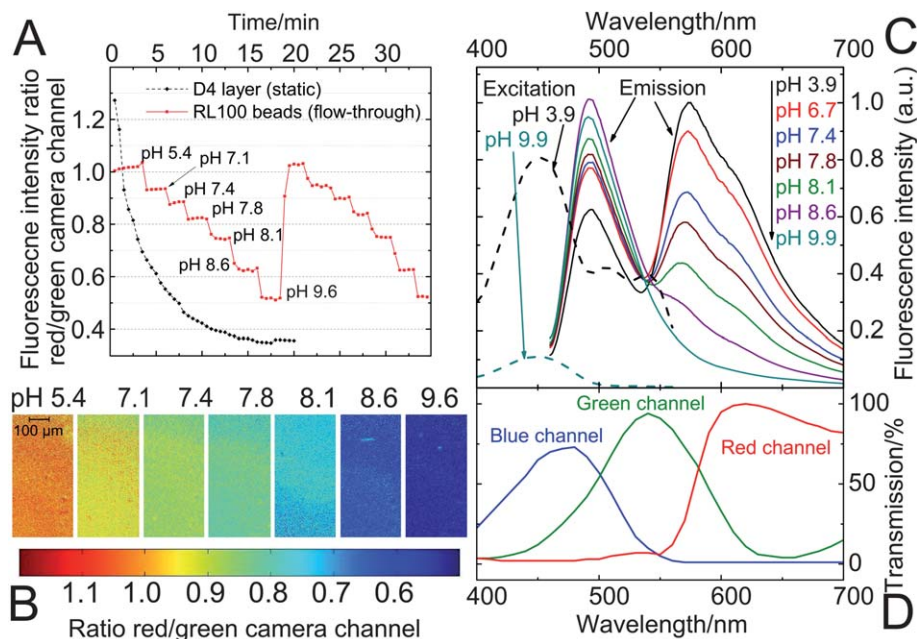 A
Time/min
0 5 10 15 20 25 30
Fluoresecne intensity ratio
red/green camera channel
1.2
1.0
0.8
0.6
0.4
D4 layer (static)
RL100 beads (flow-through)
pH 5.4
pH 7.1
pH 7.4
pH 7.8
pH 8.1
pH 8.6
pH 9.6
C
Wavelength/nm
400 500 600 700
Fluorescence intensity (a.u.)
1.0
0.8
0.6
0.4
0.2
Excitation
pH 3.9
pH 9.9
Emission
pH 3.9
pH 6.7
pH 7.4
pH 7.8
pH 8.1
pH 8.6
pH 9.9
B
pH 5.4 7.1 7.4 7.8 8.1 8.6 9.6
100 µm
1.1 1.0 0.9 0.8 0.7 0.6
Ratio red/green camera channel
D
Blue channel
Green channel
Red channel
Transmission/%
100
50
0
400 500 600 700
Wavelength/nm